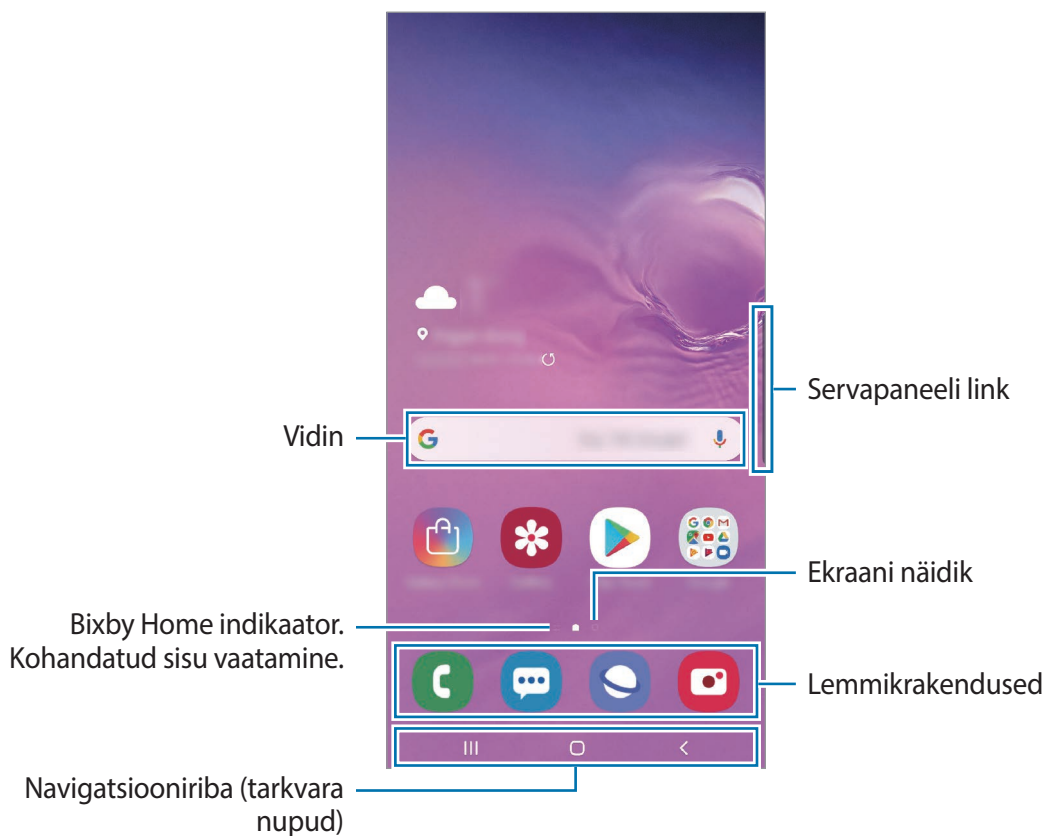 Servapaneeli link
Vidin
Ekraani näidik
Bixby Home indikaator.
Kohandatud sisu vaatamine.
Lemmikrakendused
Navigatsiooniriba (tarkvara
nupud)